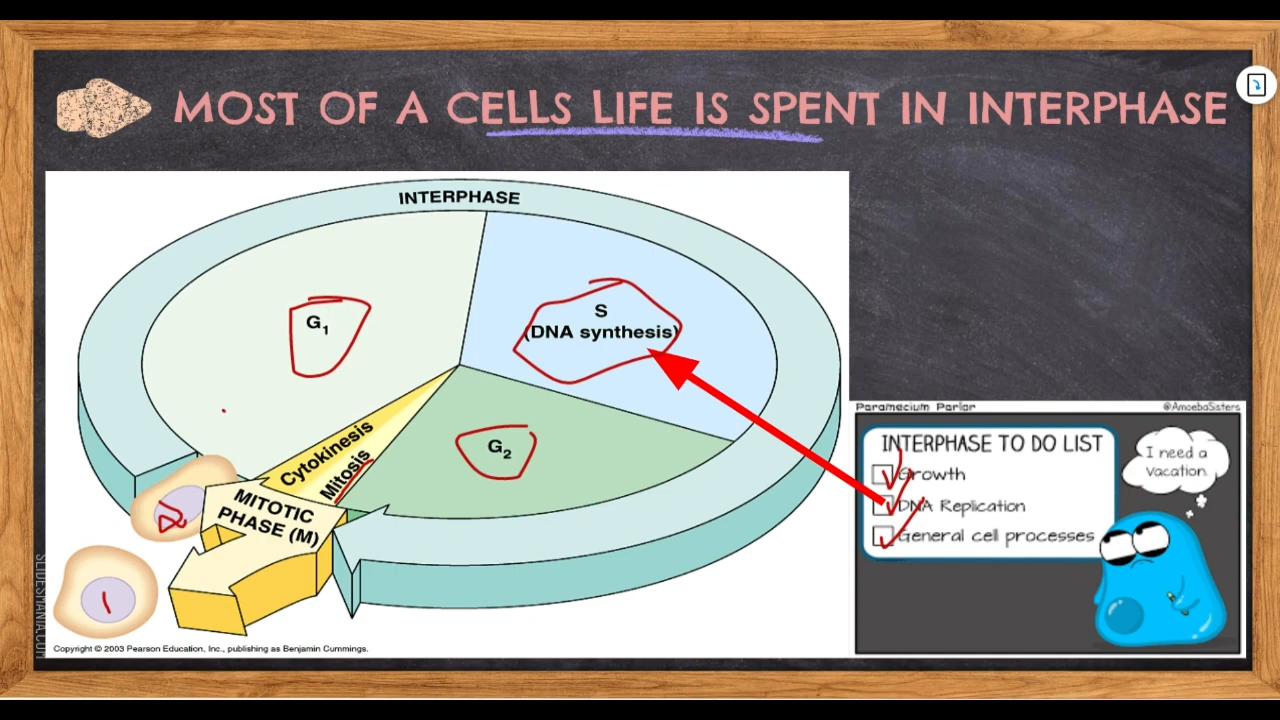 MOST OF A CELLS LIFE IS SPENT IN INTERPHASE
INTERPHASE
G1
S
(DNA synthesis)
G2
Cytokinesis
Mitosis
MITOTIC
PHASE (M)
2
1
SLIDESMANIA.COM
Copyright © 2003 Pearson Education, Inc., publishing as Benjamin Cummings.
Paramecium Parlor
@AmoebaSisters
INTERPHASE TO DO LIST
Growth
DNA Replication
General cell processes
I need a
vacation.